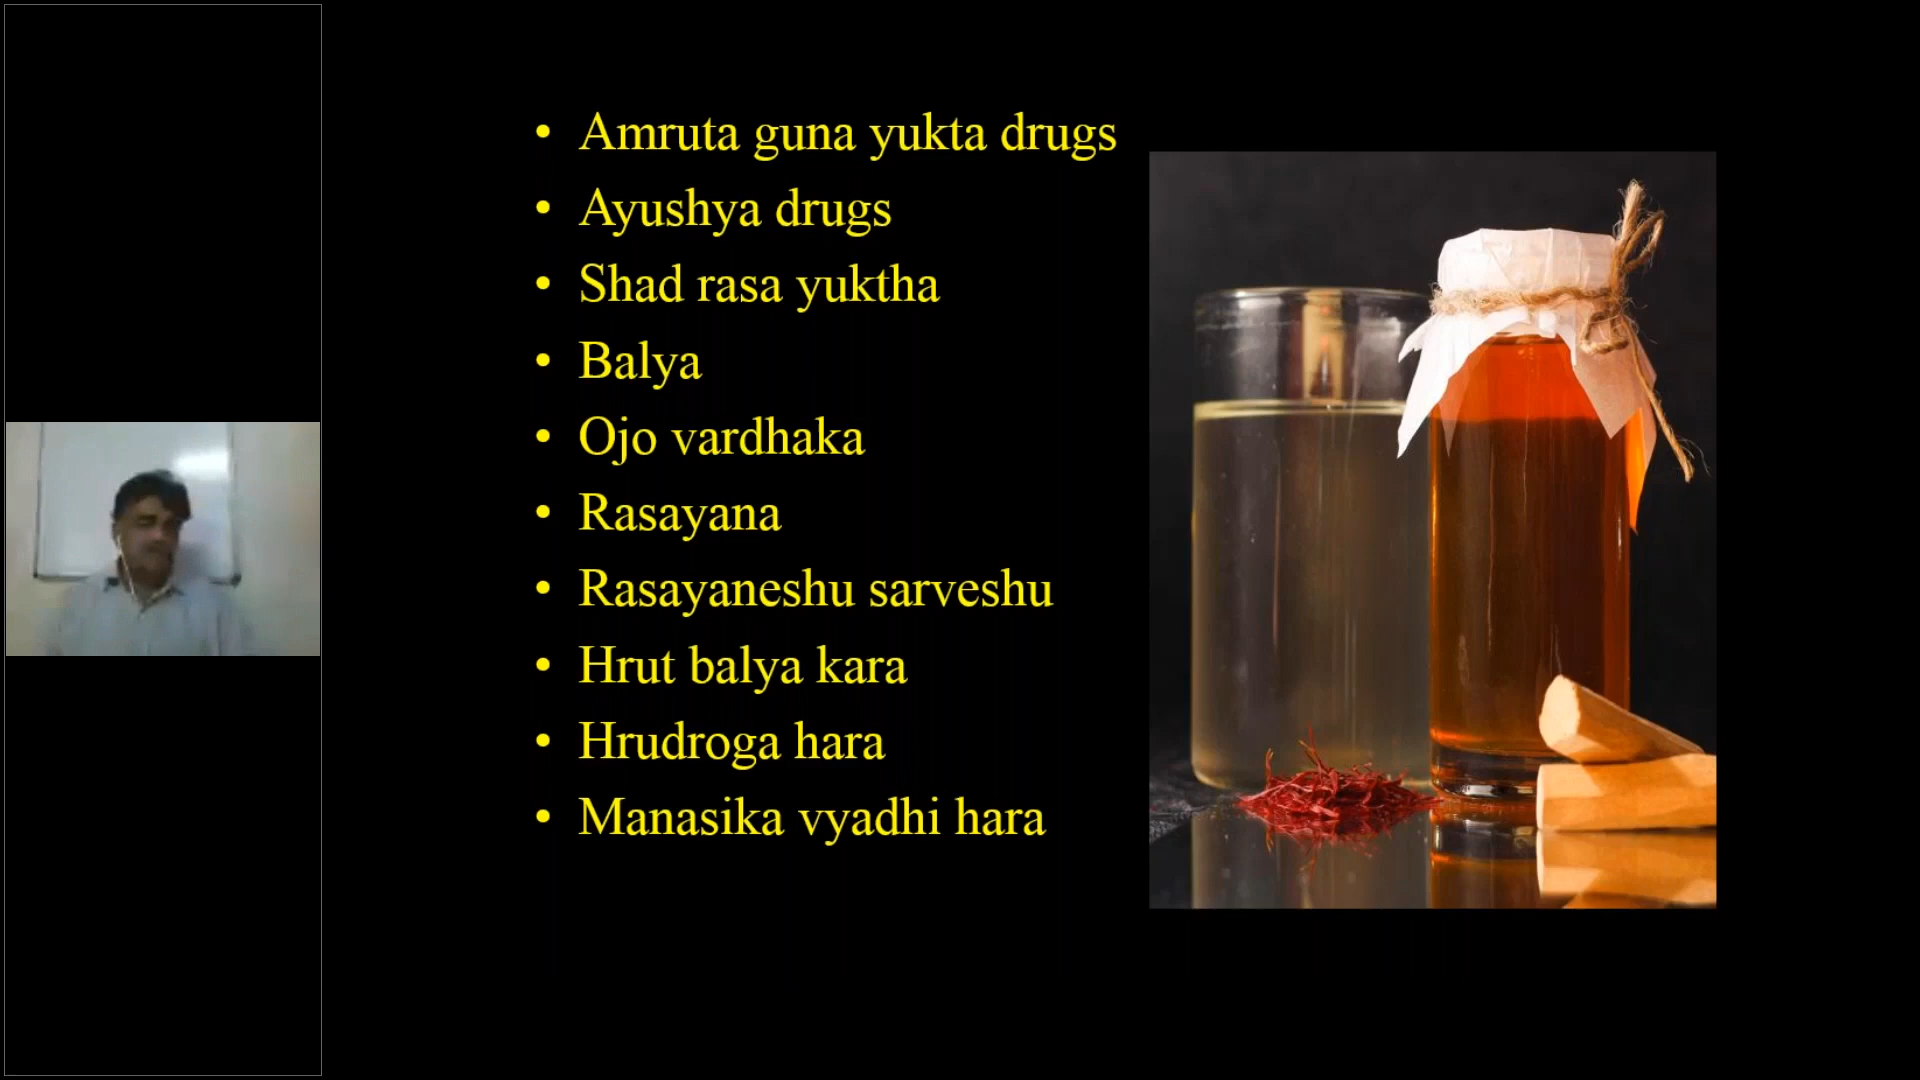 • Amruta guna yukta drugs
• Ayushya drugs
• Shad rasa yuktha
• Balya
• Ojo vardhaka
• Rasayana
• Rasayaneshu sarveshu
• Hrut balya kara
• Hrudroga hara
• Manasika vyadhi hara